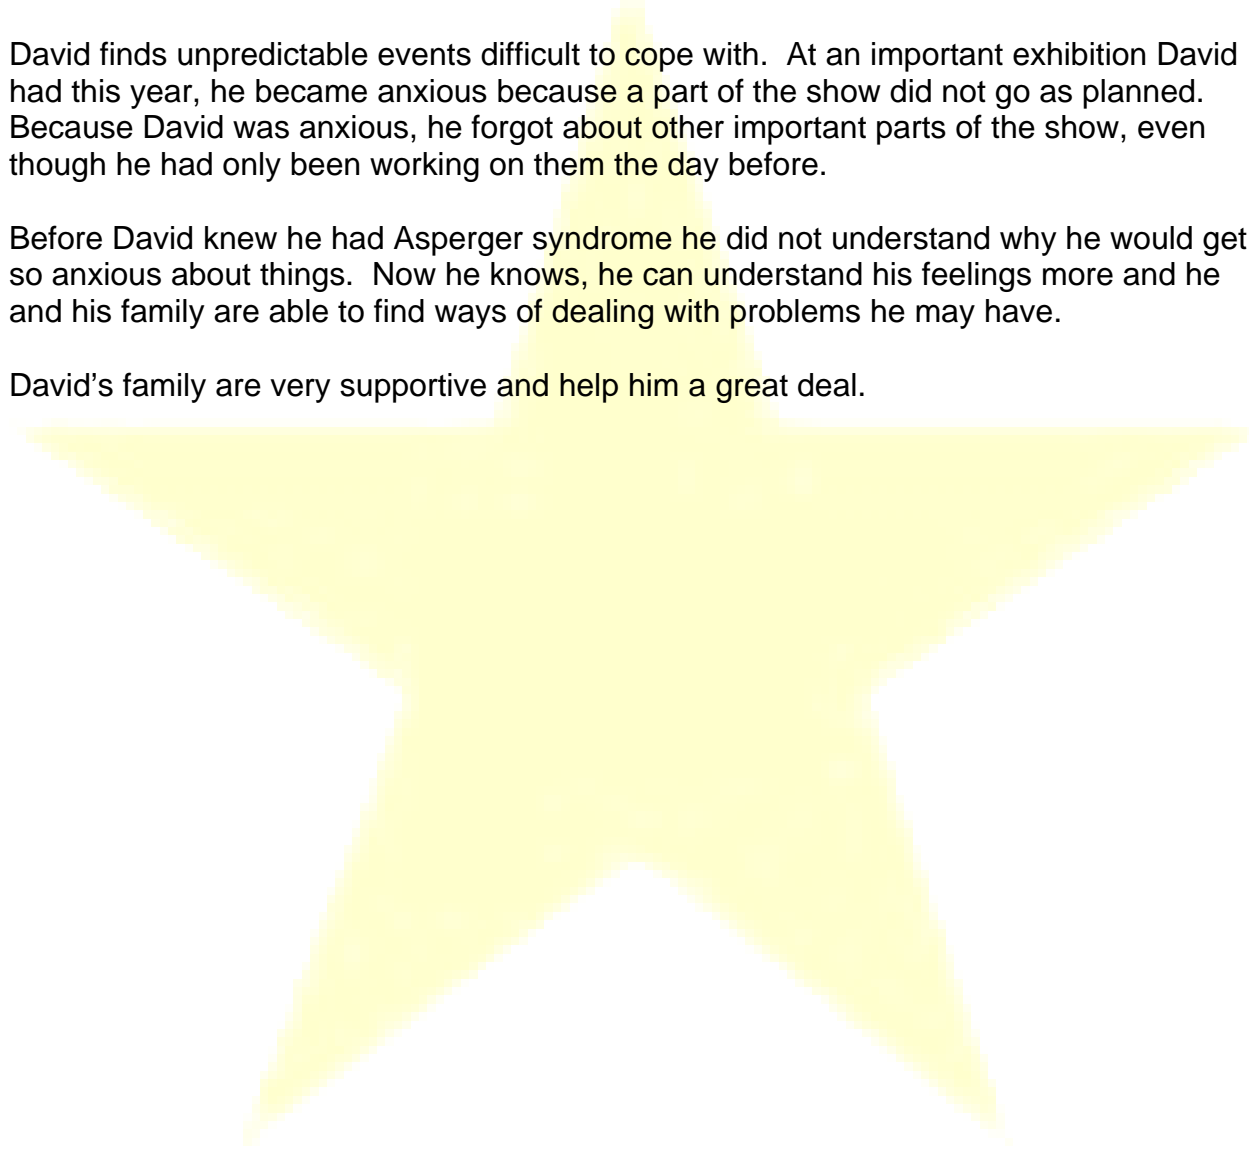 David finds unpredictable events difficult to cope with.  At an important exhibition David
had this year, he became anxious because a part of the show did not go as planned.
Because David was anxious, he forgot about other important parts of the show, even
though he had only been working on them the day before.
Before David knew he had Asperger syndrome he did not understand why he would get
so anxious about things.  Now he knows, he can understand his feelings more and he
and his family are able to find ways of dealing with problems he may have.
David’s family are very supportive and help him a great deal.